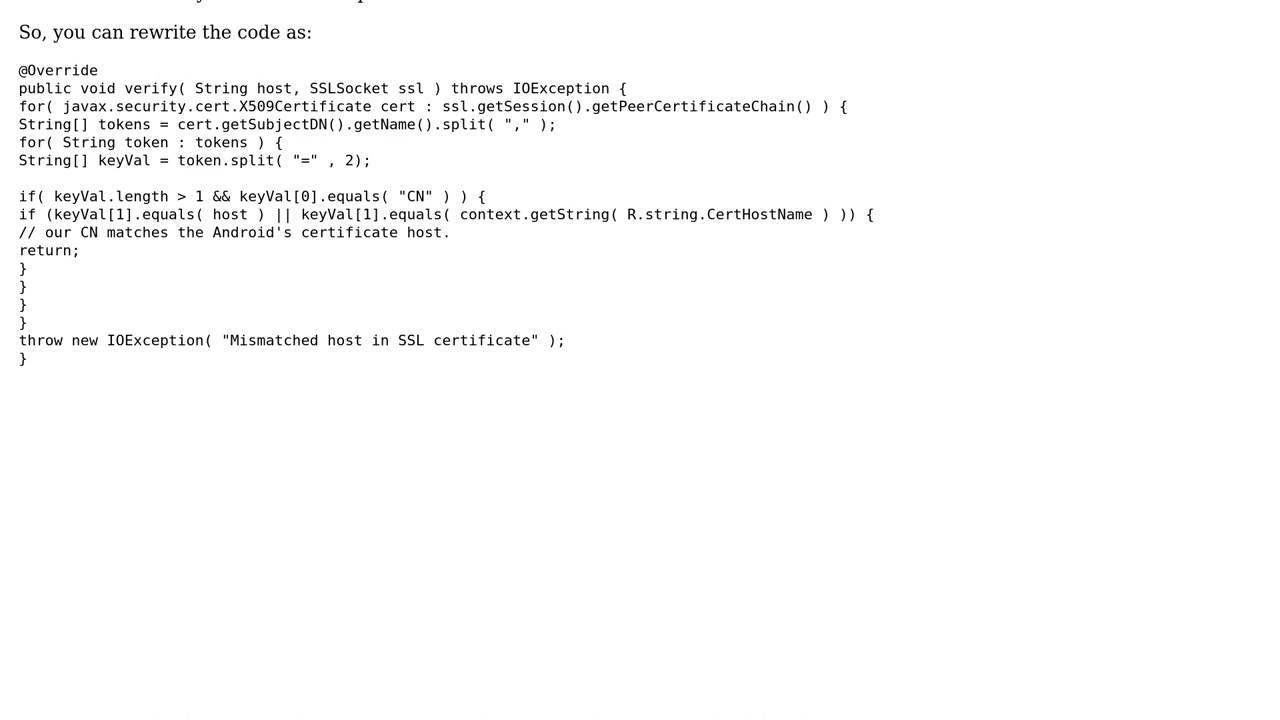 So, you can rewrite the code as:
@Override
public void verify( String host, SSLSocket ssl ) throws IOException {
for( javax.security.cert.X509Certificate cert : ssl.getSession().getPeerCertificateChain() ) {
String[] tokens = cert.getSubjectDN().getName().split( "," );
for( String token : tokens ) {
String[] keyVal = token.split( "=" , 2);
if( keyVal.length > 1 && keyVal[0].equals( "CN" ) ) {
if (keyVal[1].equals( host ) || keyVal[1].equals( context.getString( R.string.CertHostName ) )) {
// our CN matches the Android's certificate host.
return;
}
}
}
}
throw new IOException( "Mismatched host in SSL certificate" );
}